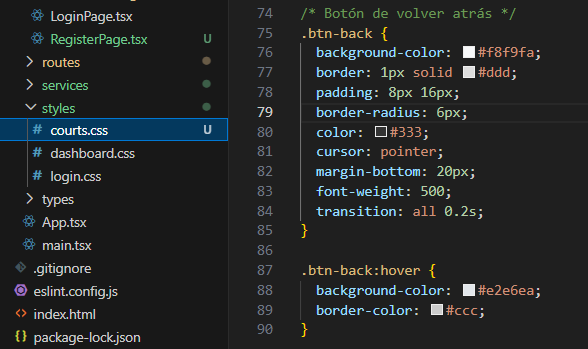 LoginPage.tsx
RegisterPage.tsx U
routes
services
styles
# courts.css U
# dashboard.css
# login.css
types
App.tsx
main.tsx
.gitignore
eslint.config.js
<> index.html
{} package-lock.json
74 /* Botón de volver atrás */
75 .btn-back {
76 background-color: #f8f9fa;
77 border: 1px solid #ddd;
78 padding: 8px 16px;
79 border-radius: 6px;
80 color: #333;
81 cursor: pointer;
82 margin-bottom: 20px;
83 font-weight: 500;
84 transition: all 0.2s;
85 }
86
87 .btn-back:hover {
88 background-color: #e2e6ea;
89 border-color: #ccc;
90 }